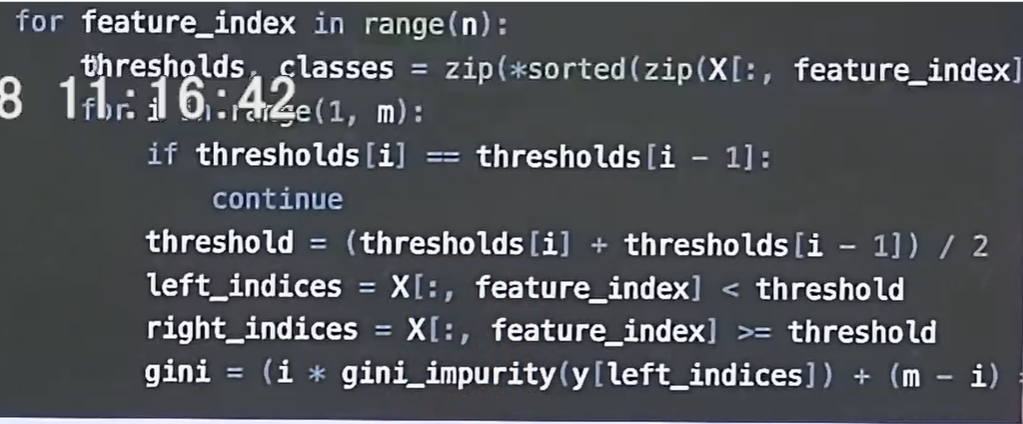 for feature_index in range(n):
    thresholds, classes = zip(*sorted(zip(X[:, feature_index]
8 11:16:42
    for i in range(1, m):
        if thresholds[i] == thresholds[i - 1]:
            continue
        threshold = (thresholds[i] + thresholds[i - 1]) / 2
        left_indices = X[:, feature_index] < threshold
        right_indices = X[:, feature_index] >= threshold
        gini = (i * gini_impurity(y[left_indices]) + (m - i)